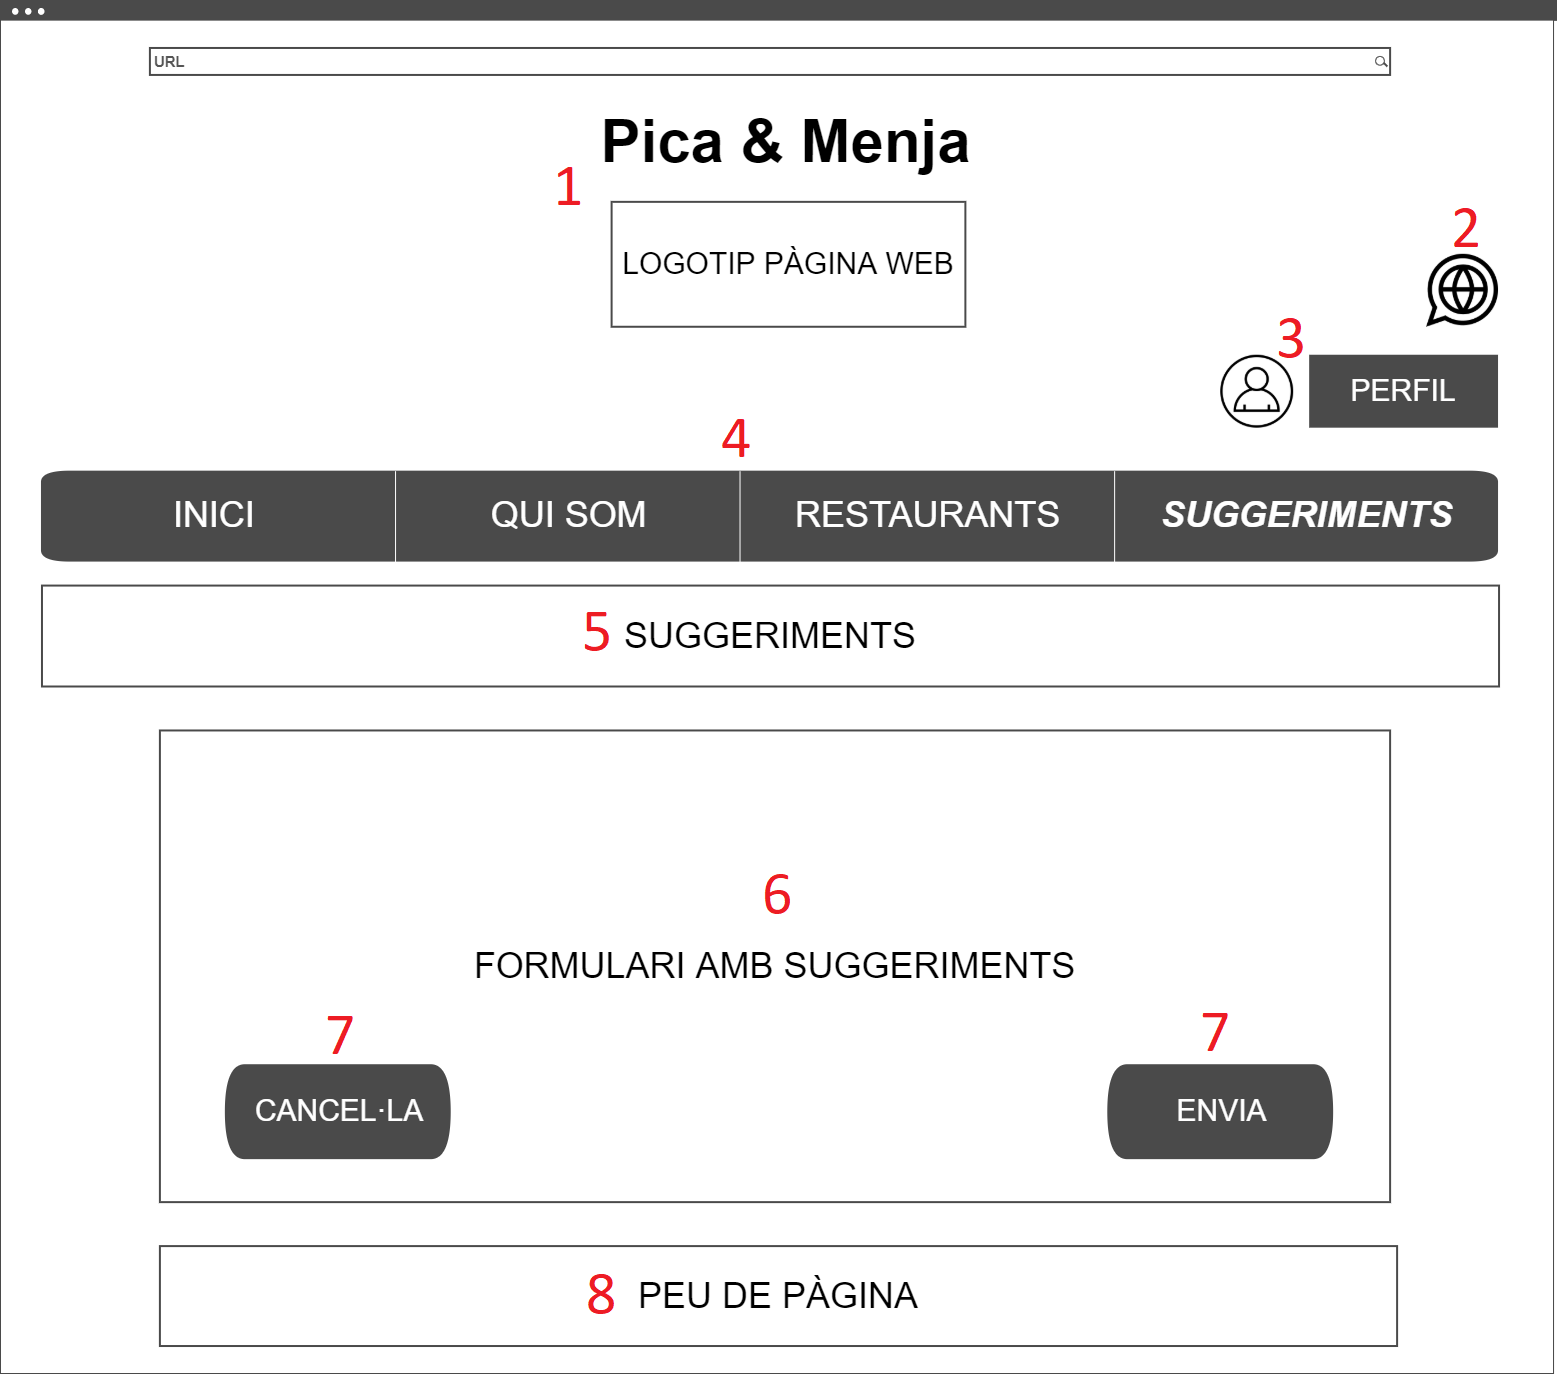 URL
Pica & Menja
1
LOGOTIP PÀGINA WEB
2
3
PERFIL
4
INICI
QUI SOM
RESTAURANTS
SUGGERIMENTS
5 SUGGERIMENTS
6
FORMULARI AMB SUGGERIMENTS
7
7
CANCEL·LA
ENVIA
8 PEU DE PÀGINA